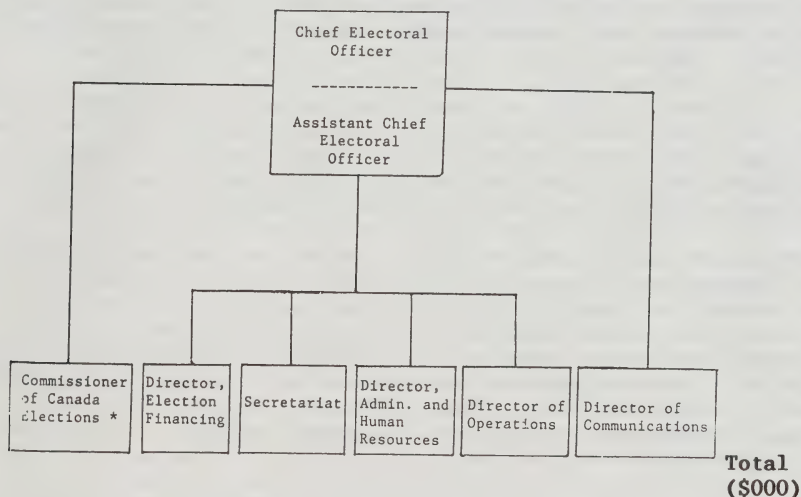 Chief Electoral
Officer
------------
Assistant Chief
Electoral
Officer
Commissioner
of Canada
Elections *
Director,
Election
Financing
Secretariat
Director,
Admin. and
Human
Resources
Director of
Operations
Director of
Communications
Total
($000)